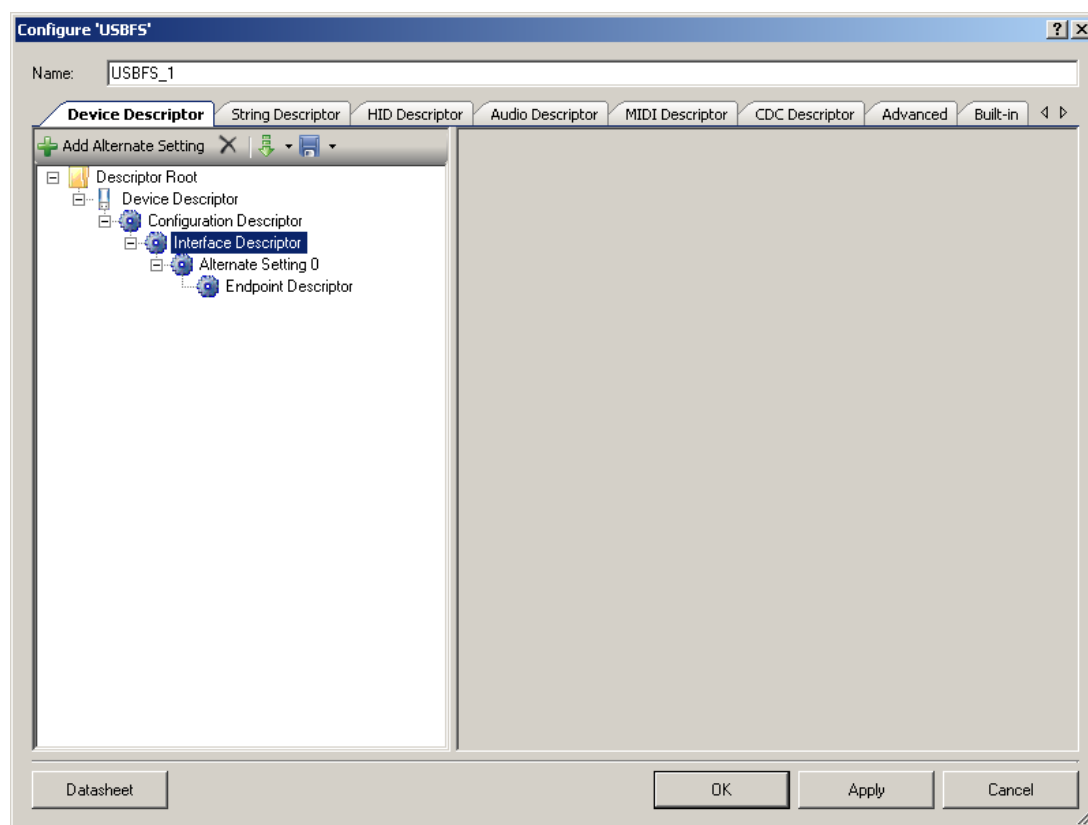 Configure 'USBFS'
Name: USBFS_1
Device Descriptor String Descriptor HID Descriptor Audio Descriptor MIDI Descriptor CDC Descriptor Advanced Built-in
Add Alternate Setting
Descriptor Root
Device Descriptor
Configuration Descriptor
Interface Descriptor
Alternate Setting 0
Endpoint Descriptor
Datasheet OK Apply Cancel